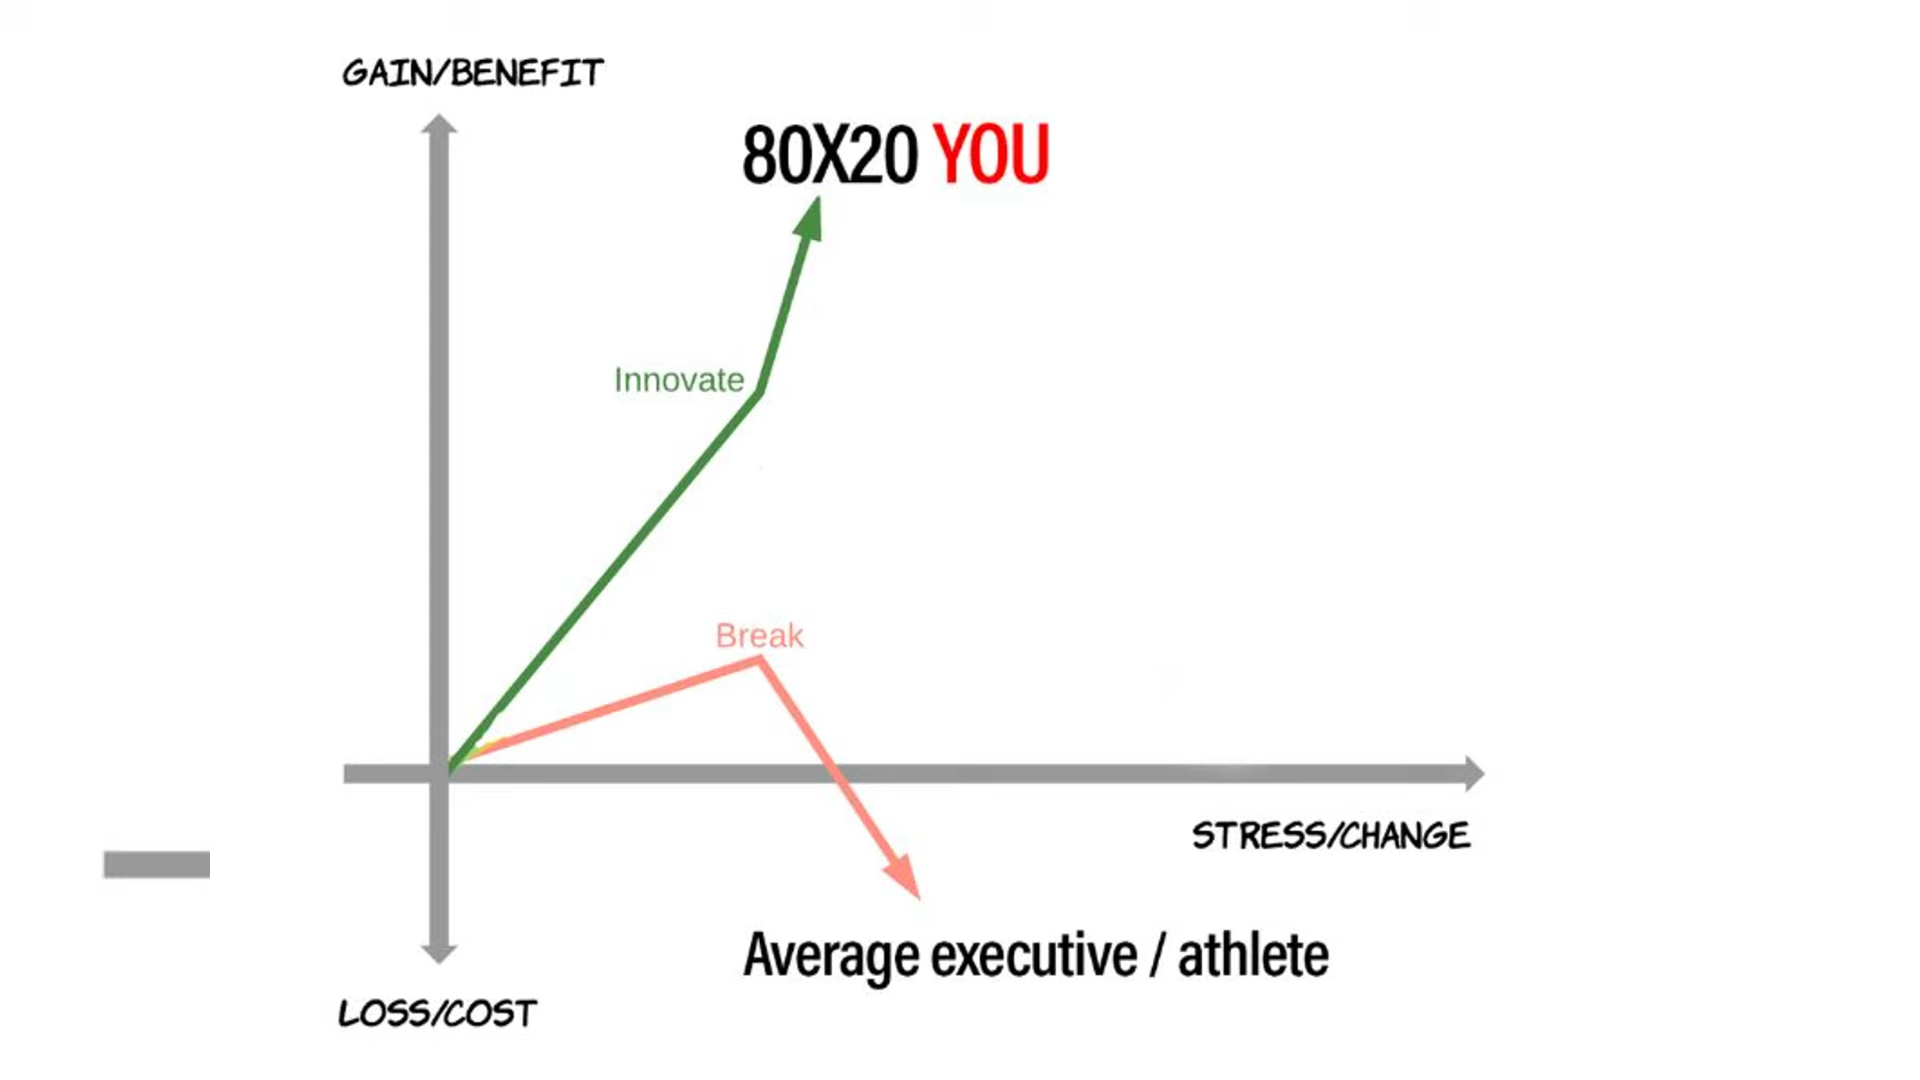 GAIN/BENEFIT
80X20 YOU
Innovate
Break
STRESS/CHANGE
Average executive / athlete
LOSS/COST